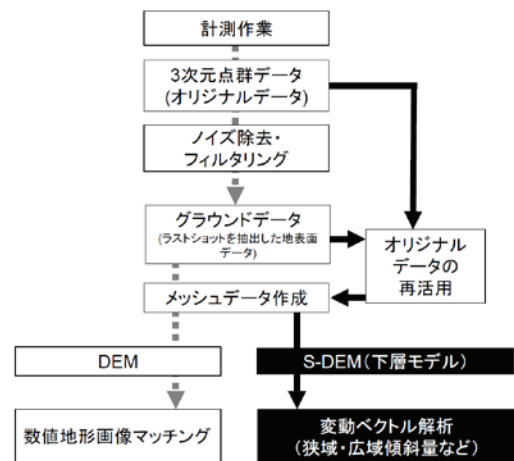 計測作業
3次元点群データ
(オリジナルデータ)
ノイズ除去・
フィルタリング
グラウンドデータ
(ラストショットを抽出した地表面
データ)
オリジナル
データの
再活用
メッシュデータ作成
DEM
S-DEM(下層モデル)
数値地形画像マッチング
変動ベクトル解析
(狭域・広域傾斜量など)